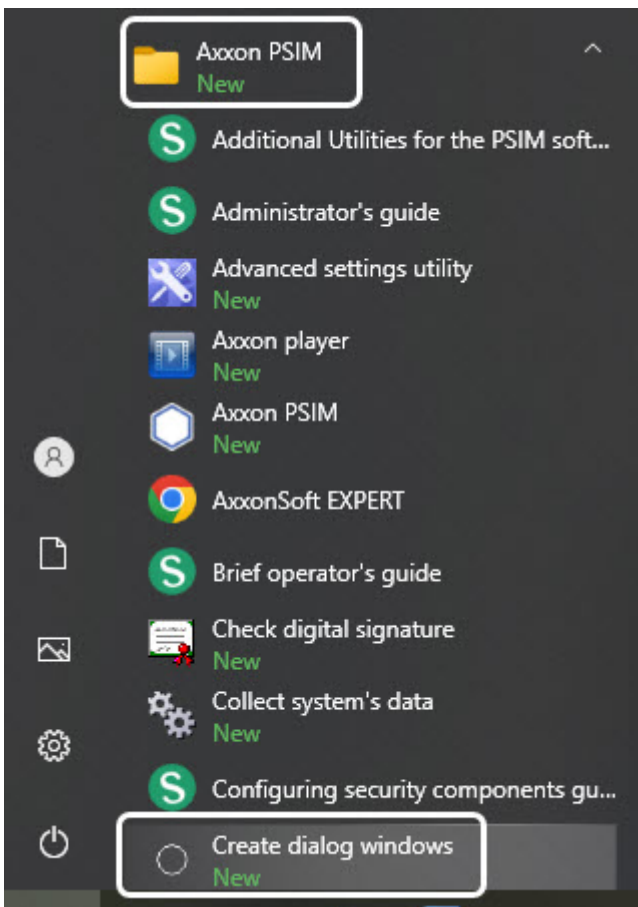 Axxon PSIM
New
Additional Utilities for the PSIM soft...
Administrator's guide
Advanced settings utility
New
Axxon player
New
Axxon PSIM
New
AxxonSoft EXPERT
Brief operator's guide
Check digital signature
New
Collect system's data
New
Configuring security components gu...
Create dialog windows
New